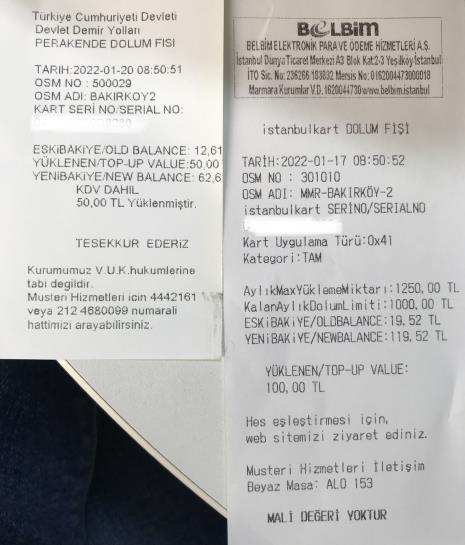 Türkiye Cumhuriyeti Devleti
Devlet Demir Yolları
PERAKENDE DOLUM FISI
TARIH:2022-01-20 08:50:51
OSM NO : 500029
OSM ADI: BAKIRKOY2
KART SERI NO/SERIAL NO:
ESKIBAKIYE/OLD BALANCE: 12,61
YÜKLENEN/TOP-UP VALUE:50,00
YENIBAKIYE/NEW BALANCE: 62,6
KDV DAHIL
50,00 TL Yüklenmiştir.
TESEKKUR EDERIZ
Kurumumuz V.U.K.hukumlerine
tabi degildir.
Musteri Hizmetleri icin 4442161
veya 212 4680099 numarali
hattimizi arayabilirsiniz.
BELBİM
BELBİM ELEKTRONİK PARA VE ÖDEME HİZMETLERİ A.Ş.
İstanbul Dünya Ticaret Merkezi A3 Blok Kat:2-3 Yeşilköy İstanbul
İTO Sic. No: 236266 183832 Mersis No: 0162004473000018
Marmara Kurumlar V.D. 1620044730 www.belbim.istanbul
istanbulkart DOLUM FİŞİ
TARİH:2022-01-17 08:50:52
OSM NO : 301010
OSM ADI: MMR-BAKIRKÖY-2
istanbulkart SERİNO/SERIALNO
Kart Uygulama Türü:0x41
Kategori:TAM
AylıkMaxYüklemeMiktarı:1250,00 TL
KalanAylıkDolumLimiti:1000,00 TL
ESKİBAKİYE/OLDBALANCE:19,52 TL
YENİBAKİYE/NEWBALANCE:119,52 TL
YÜKLENEN/TOP-UP VALUE:
100,00 TL
Hes eşleştirmesi için,
web sitemizi ziyaret ediniz.
Musteri Hizmetleri İletişim
Beyaz Masa: ALO 153
MALİ DEĞERİ YOKTUR